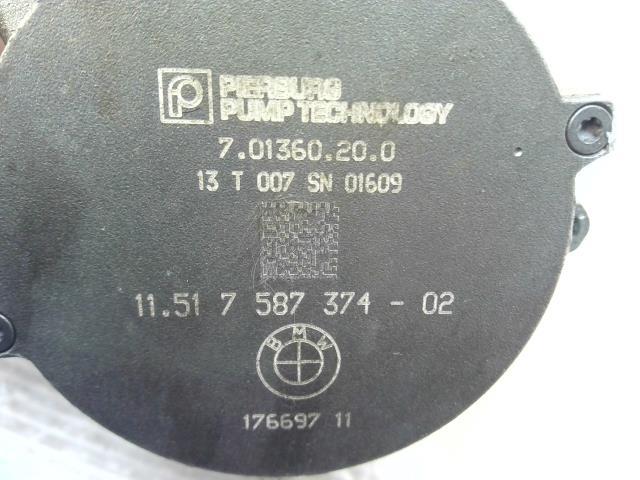 PIERBURG
PUMP TECHNOLOGY
7.01360.20.0
13 T 007 SN 01609
11.51 7 587 374 - 02
BMW
176697 11